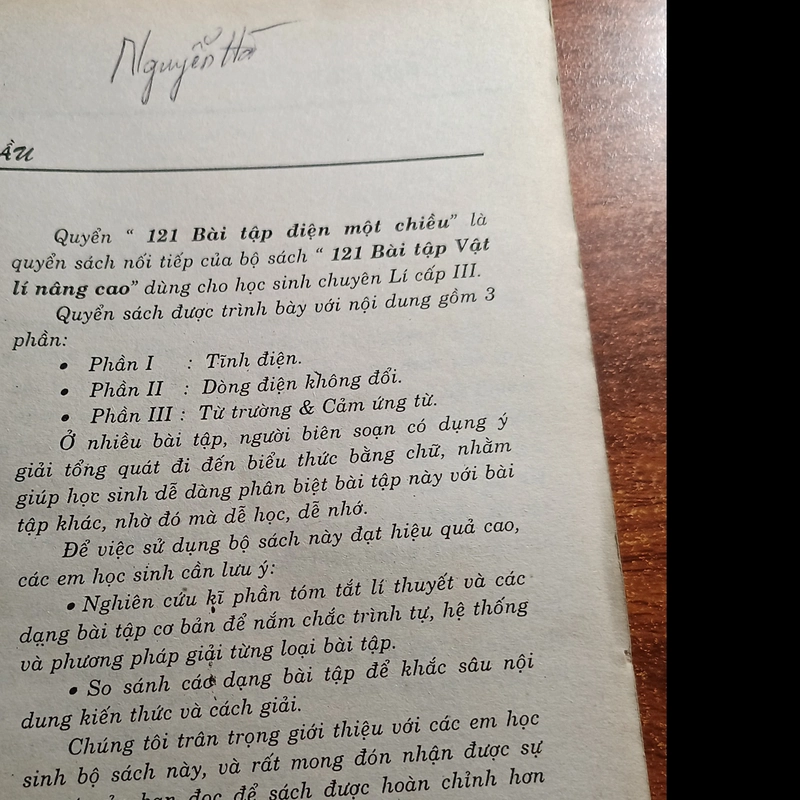 Nguyễn Hà
ẦU
Quyển “ 121 Bài tập điện một chiều” là
quyển sách nối tiếp của bộ sách “ 121 Bài tập Vật
lí nâng cao” dùng cho học sinh chuyên Lí cấp III.
Quyển sách được trình bày với nội dung gồm 3
phần:
• Phần I : Tĩnh điện.
• Phần II : Dòng điện không đổi.
• Phần III : Từ trường & Cảm ứng từ.
Ở nhiều bài tập, người biên soạn có dụng ý
giải tổng quát đi đến biểu thức bằng chữ, nhằm
giúp học sinh dễ dàng phân biệt bài tập này với bài
tập khác, nhờ đó mà dễ học, dễ nhớ.
Để việc sử dụng bộ sách này đạt hiệu quả cao,
các em học sinh cần lưu ý:
• Nghiên cứu kĩ phần tóm tắt lí thuyết và các
dạng bài tập cơ bản để nắm chắc trình tự, hệ thống
và phương pháp giải từng loại bài tập.
• So sánh các dạng bài tập để khắc sâu nội
dung kiến thức và cách giải.
Chúng tôi trân trọng giới thiệu với các em học
sinh bộ sách này, và rất mong đón nhận được sự
bạn đọc để sách được hoàn chỉnh hơn